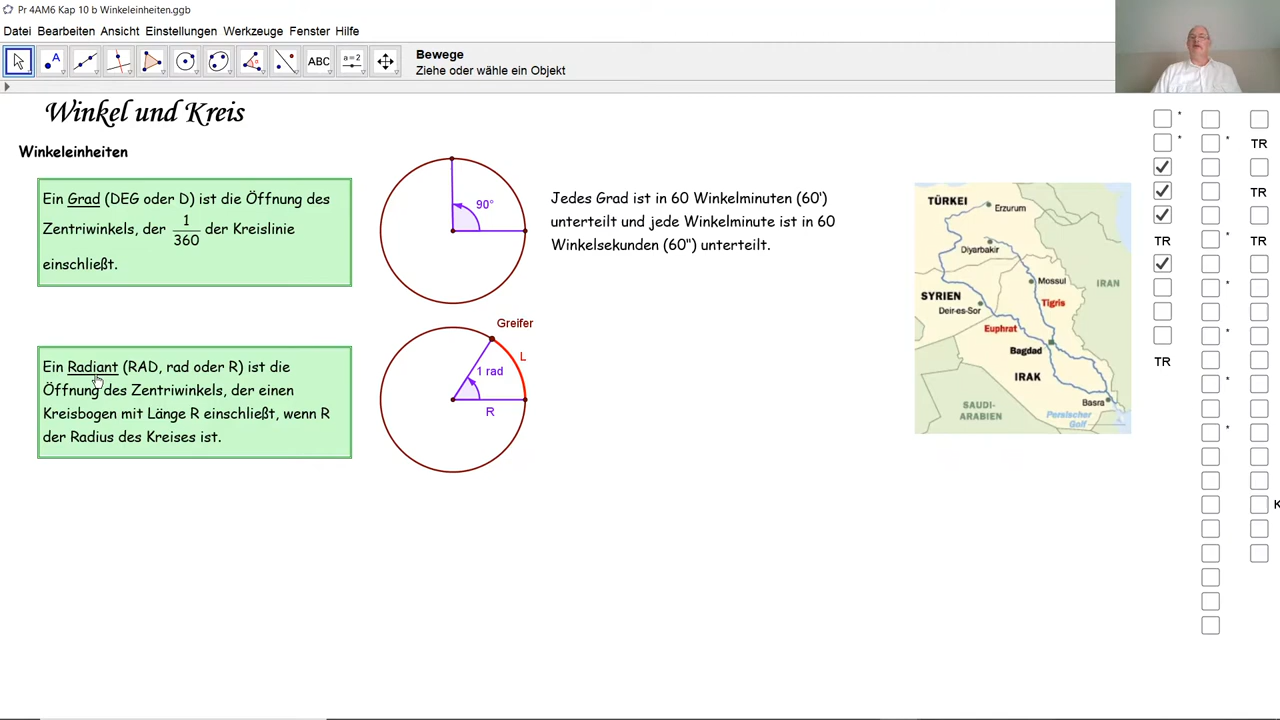 Pr 4AM6 Kap 10 b Winkeleinheiten.ggb
Datei Bearbeiten Ansicht Einstellungen Werkzeuge Fenster Hilfe
A
ABC
a=2
Bewege
Ziehe oder wähle ein Objekt
Winkel und Kreis
Winkeleinheiten
Ein Grad (DEG oder D) ist die Öffnung des
Zentriwinkels, der 1/360 der Kreislinie
einschließt.
90°
Jedes Grad ist in 60 Winkelminuten (60')
unterteilt und jede Winkelminute ist in 60
Winkelsekunden (60") unterteilt.
Ein Radiant (RAD, rad oder R) ist die
Öffnung des Zentriwinkels, der einen
Kreisbogen mit Länge R einschließt, wenn R
der Radius des Kreises ist.
Greifer
L
1 rad
R
TÜRKEI
Erzurum
Diyarbakir
Mossul
IRAN
SYRIEN
Deir-es-Sor
Tigris
Euphrat
Bagdad
IRAK
Basra
SAUDI-
ARABIEN
Persischer
Golf
*
* * TR
TR
TR * TR
*
*
TR
*
*
K